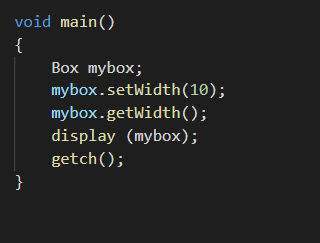 void main()
{
    Box mybox;
    mybox.setWidth(10);
    mybox.getWidth();
    display (mybox);
    getch();
}